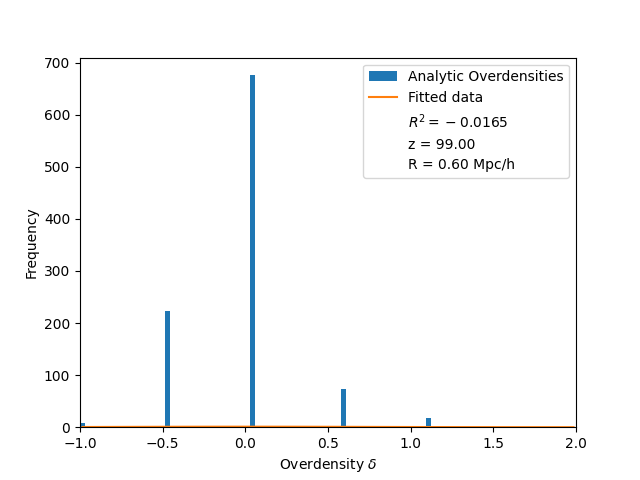 700
600
500
400
300
200
100
0
Frequency
Analytic Overdensities
Fitted data
R² = − 0.0165
z = 99.00
R = 0.60 Mpc/h
−1.0 −0.5 0.0 0.5 1.0 1.5 2.0
Overdensity δ